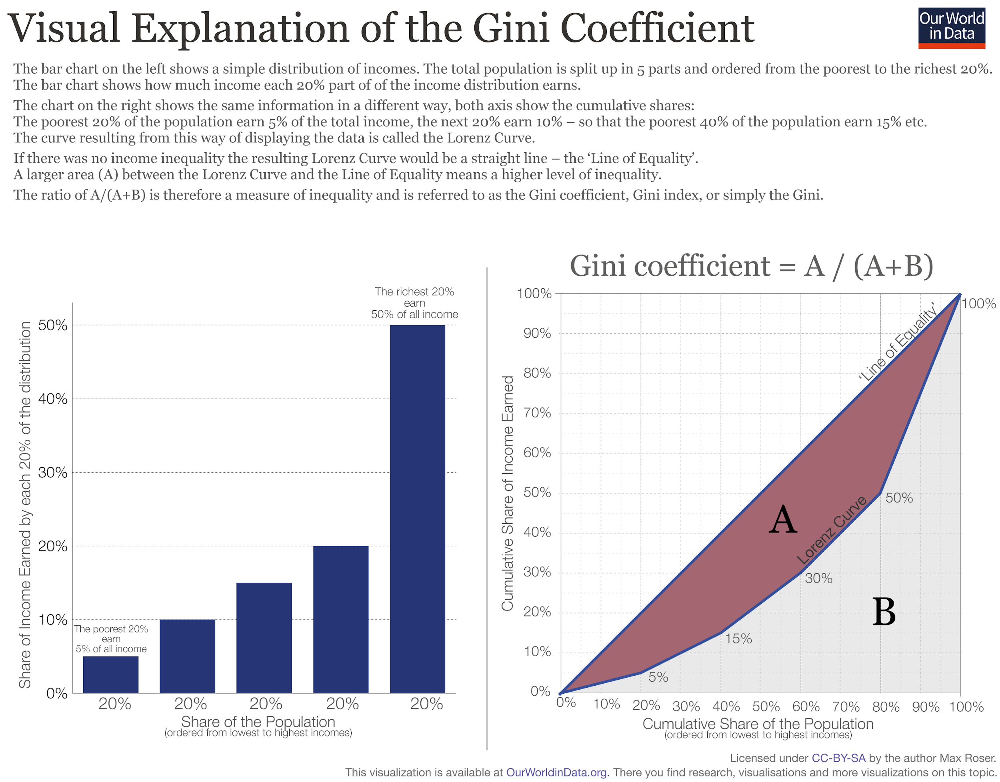 Visual Explanation of the Gini Coefficient
Our World
in Data
The bar chart on the left shows a simple distribution of incomes. The total population is split up in 5 parts and ordered from the poorest to the richest 20%.
The bar chart shows how much income each 20% part of of the income distribution earns.
The chart on the right shows the same information in a different way, both axis show the cumulative shares:
The poorest 20% of the population earn 5% of the total income, the next 20% earn 10% – so that the poorest 40% of the population earn 15% etc.
The curve resulting from this way of displaying the data is called the Lorenz Curve.
If there was no income inequality the resulting Lorenz Curve would be a straight line – the ‘Line of Equality’.
A larger area (A) between the Lorenz Curve and the Line of Equality means a higher level of inequality.
The ratio of A/(A+B) is therefore a measure of inequality and is referred to as the Gini coefficient, Gini index, or simply the Gini.
Share of Income Earned by each 20% of the distribution
50%
40%
30%
20%
10%
0%
The poorest 20%
earn
5% of all income
The richest 20%
earn
50% of all income
20%
20%
20%
20%
20%
Share of the Population
(ordered from lowest to highest incomes)
Gini coefficient = A / (A+B)
Cumulative Share of Income Earned
100%
90%
80%
70%
60%
50%
40%
30%
20%
10%
0%
‘Line of Equality’
Lorenz Curve
A
B
100%
50%
30%
15%
5%
0%
10%
20%
30%
40%
50%
60%
70%
80%
90%
100%
Cumulative Share of the Population
(ordered from lowest to highest incomes)
Licensed under CC-BY-SA by the author Max Roser.
This visualization is available at OurWorldinData.org. There you find research, visualisations and more visualizations on this topic.